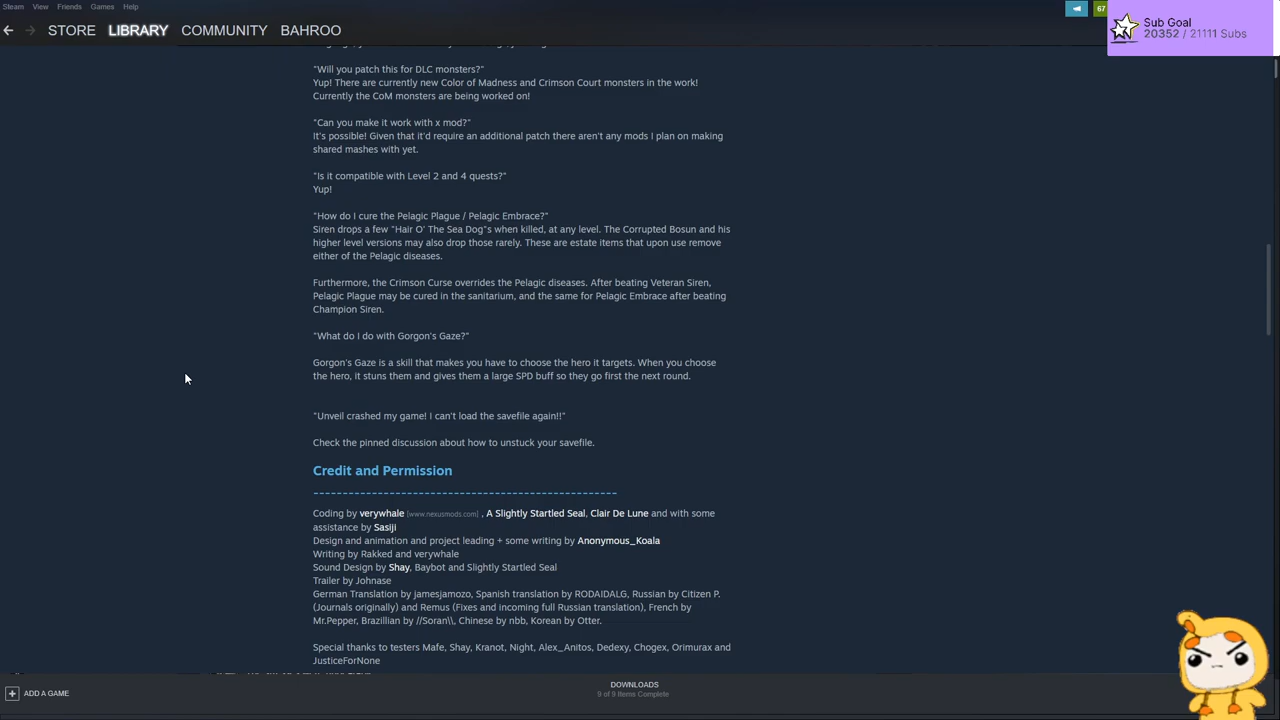 Steam View Friends Games Help
67
STORE LIBRARY COMMUNITY BAHROO
Sub Goal
20352 / 21111 Subs
"Will you patch this for DLC monsters?"
Yup! There are currently new Color of Madness and Crimson Court monsters in the work!
Currently the CoM monsters are being worked on!
"Can you make it work with x mod?"
It's possible! Given that it'd require an additional patch there aren't any mods I plan on making
shared mashes with yet.
"Is it compatible with Level 2 and 4 quests?"
Yup!
"How do I cure the Pelagic Plague / Pelagic Embrace?"
Siren drops a few "Hair O' The Sea Dog"s when killed, at any level. The Corrupted Bosun and his
higher level versions may also drop those rarely. These are estate items that upon use remove
either of the Pelagic diseases.
Furthermore, the Crimson Curse overrides the Pelagic diseases. After beating Veteran Siren,
Pelagic Plague may be cured in the sanitarium, and the same for Pelagic Embrace after beating
Champion Siren.
"What do I do with Gorgon's Gaze?"
Gorgon's Gaze is a skill that makes you have to choose the hero it targets. When you choose
the hero, it stuns them and gives them a large SPD buff so they go first the next round.
"Unveil crashed my game! I can't load the savefile again!!"
Check the pinned discussion about how to unstuck your savefile.
Credit and Permission
----------------------------------------------------
Coding by verywhale [www.nexusmods.com] , A Slightly Startled Seal, Clair De Lune and with some
assistance by Sasiji
Design and animation and project leading + some writing by Anonymous_Koala
Writing by Rakked and verywhale
Sound Design by Shay, Baybot and Slightly Startled Seal
Trailer by Johnase
German Translation by jamesjamozo, Spanish translation by RODAIDALG, Russian by Citizen P.
(Journals originally) and Remus (Fixes and incoming full Russian translation), French by
Mr.Pepper, Brazillian by //Soran\\, Chinese by nbb, Korean by Otter.
Special thanks to testers Mafe, Shay, Kranot, Night, Alex_Anitos, Dedexy, Chogex, Orimurax and
JusticeForNone
ADD A GAME
DOWNLOADS
9 of 9 Items Complete